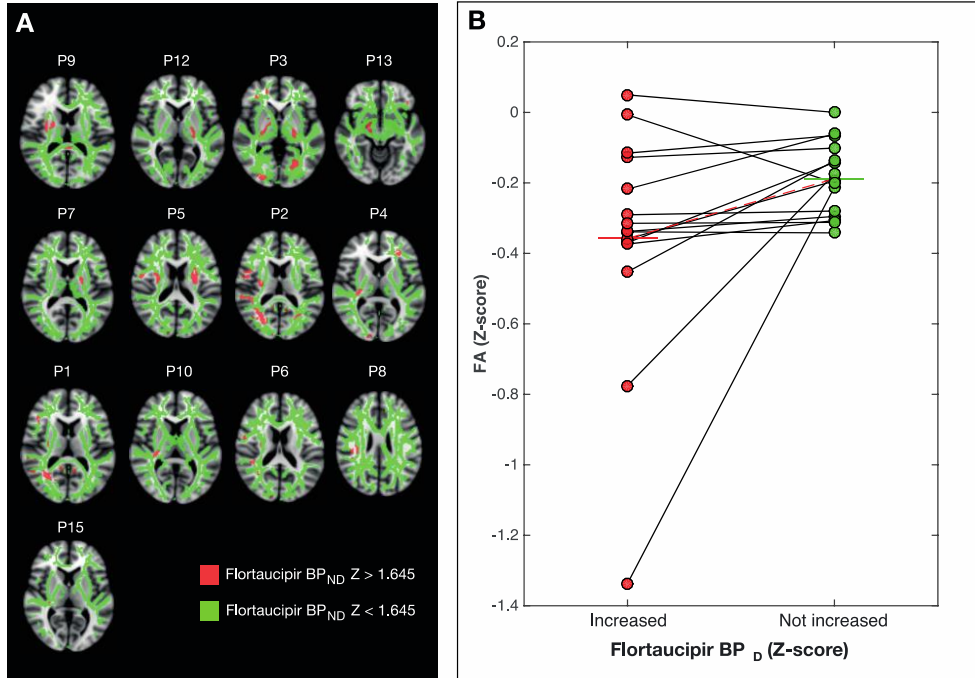 A
P9 P12 P3 P13
P7 P5 P2 P4
P1 P10 P6 P8
P15
Flortaucipir BPND Z > 1.645
Flortaucipir BPND Z < 1.645
B
0.2
0
-0.2
-0.4
-0.6
-0.8
-1
-1.2
-1.4
FA (Z-score)
Increased Not increased
Flortaucipir BP D (Z-score)